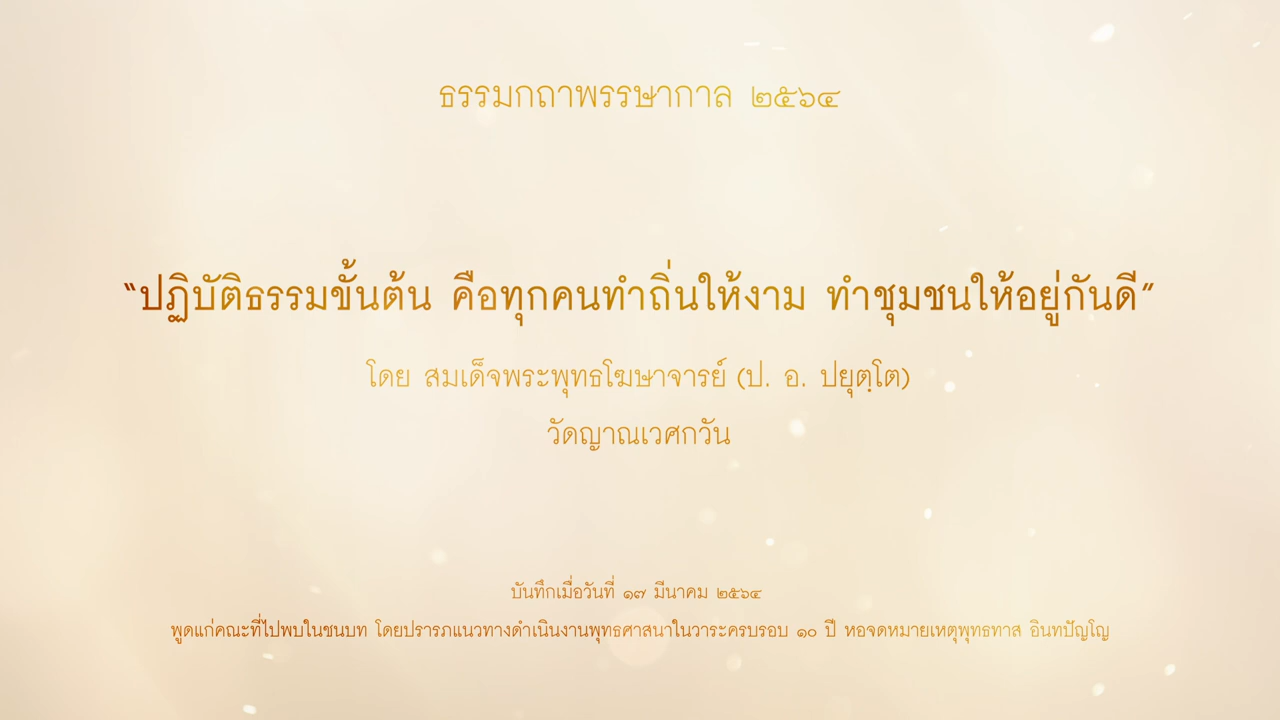 ธรรมกถาพรรษากาล ๒๕๖๔
“ปฏิบัติธรรมขั้นต้น คือทุกคนทำถิ่นให้งาม ทำชุมชนให้อยู่กันดี”
โดย สมเด็จพระพุทธโฆษาจารย์ (ป. อ. ปยุตฺโต)
วัดญาณเวศกวัน
บันทึกเมื่อวันที่ ๑๗ มีนาคม ๒๕๖๔
พูดแก่คณะที่ไปพบในชนบท โดยปรารภแนวทางดำเนินงานพุทธศาสนาในวาระครบรอบ ๑๐ ปี หอจดหมายเหตุพุทธทาส อินทปัญโญ